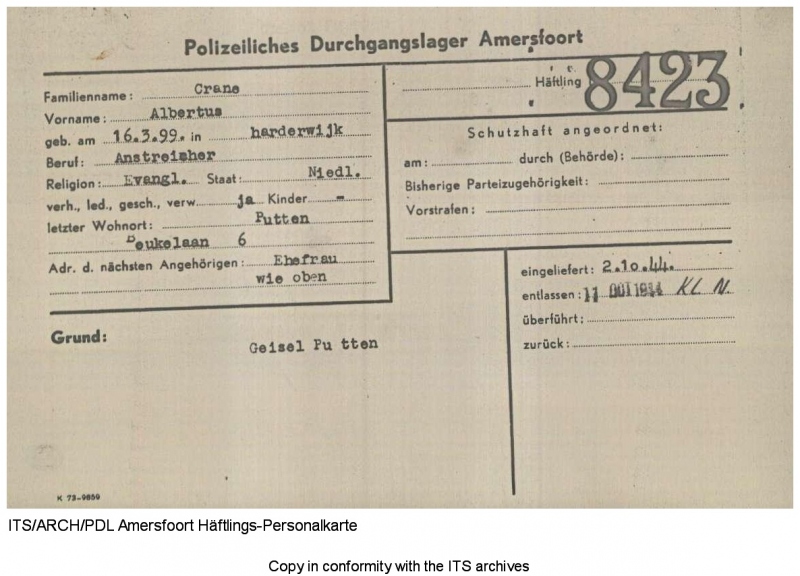 Polizeiliches Durchgangslager Amersfoort
Familienname: Crane
Vorname: Albertus
geb. am 16.3.99. in harderwijk
Beruf: Anstreisher
Religion: Evangl. Staat: Niedl.
verh., led., gesch., verw. ja Kinder -
letzter Wohnort: Putten
Beukelaan 6
Adr. d. nächsten Angehörigen: Ehefrau
wie oben
Häftling 8423
Schutzhaft angeordnet:
am: durch (Behörde):
Bisherige Parteizugehörigkeit:
Vorstrafen:
eingeliefert: 2.10.44.
entlassen: 11 OCT 1944 KL N.
überführt:
zurück:
Grund:
Geisel Pu tten
K 73-9859
ITS/ARCH/PDL Amersfoort Häftlings-Personalkarte
Copy in conformity with the ITS archives